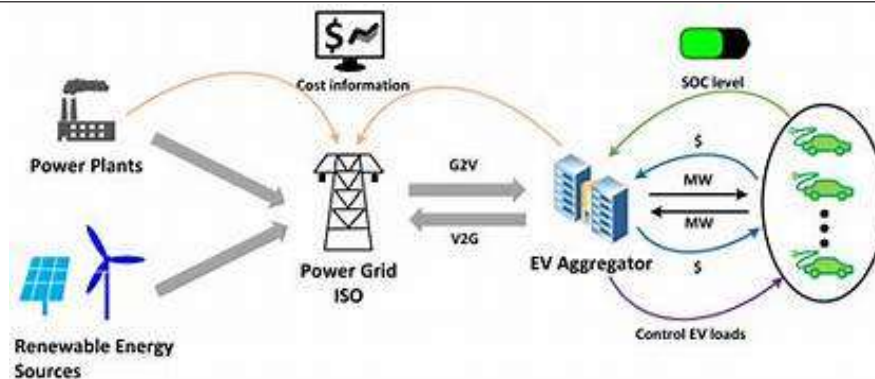 $
Cost information
SOC level
Power Plants
G2V
$
MW
MW
V2G
Power Grid
ISO
EV Aggregator
$
Control EV loads
Renewable Energy
Sources